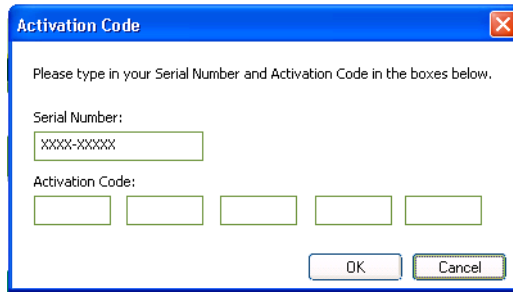 Activation Code
Please type in your Serial Number and Activation Code in the boxes below.
Serial Number:
XXXX-XXXXX
Activation Code:
OK Cancel